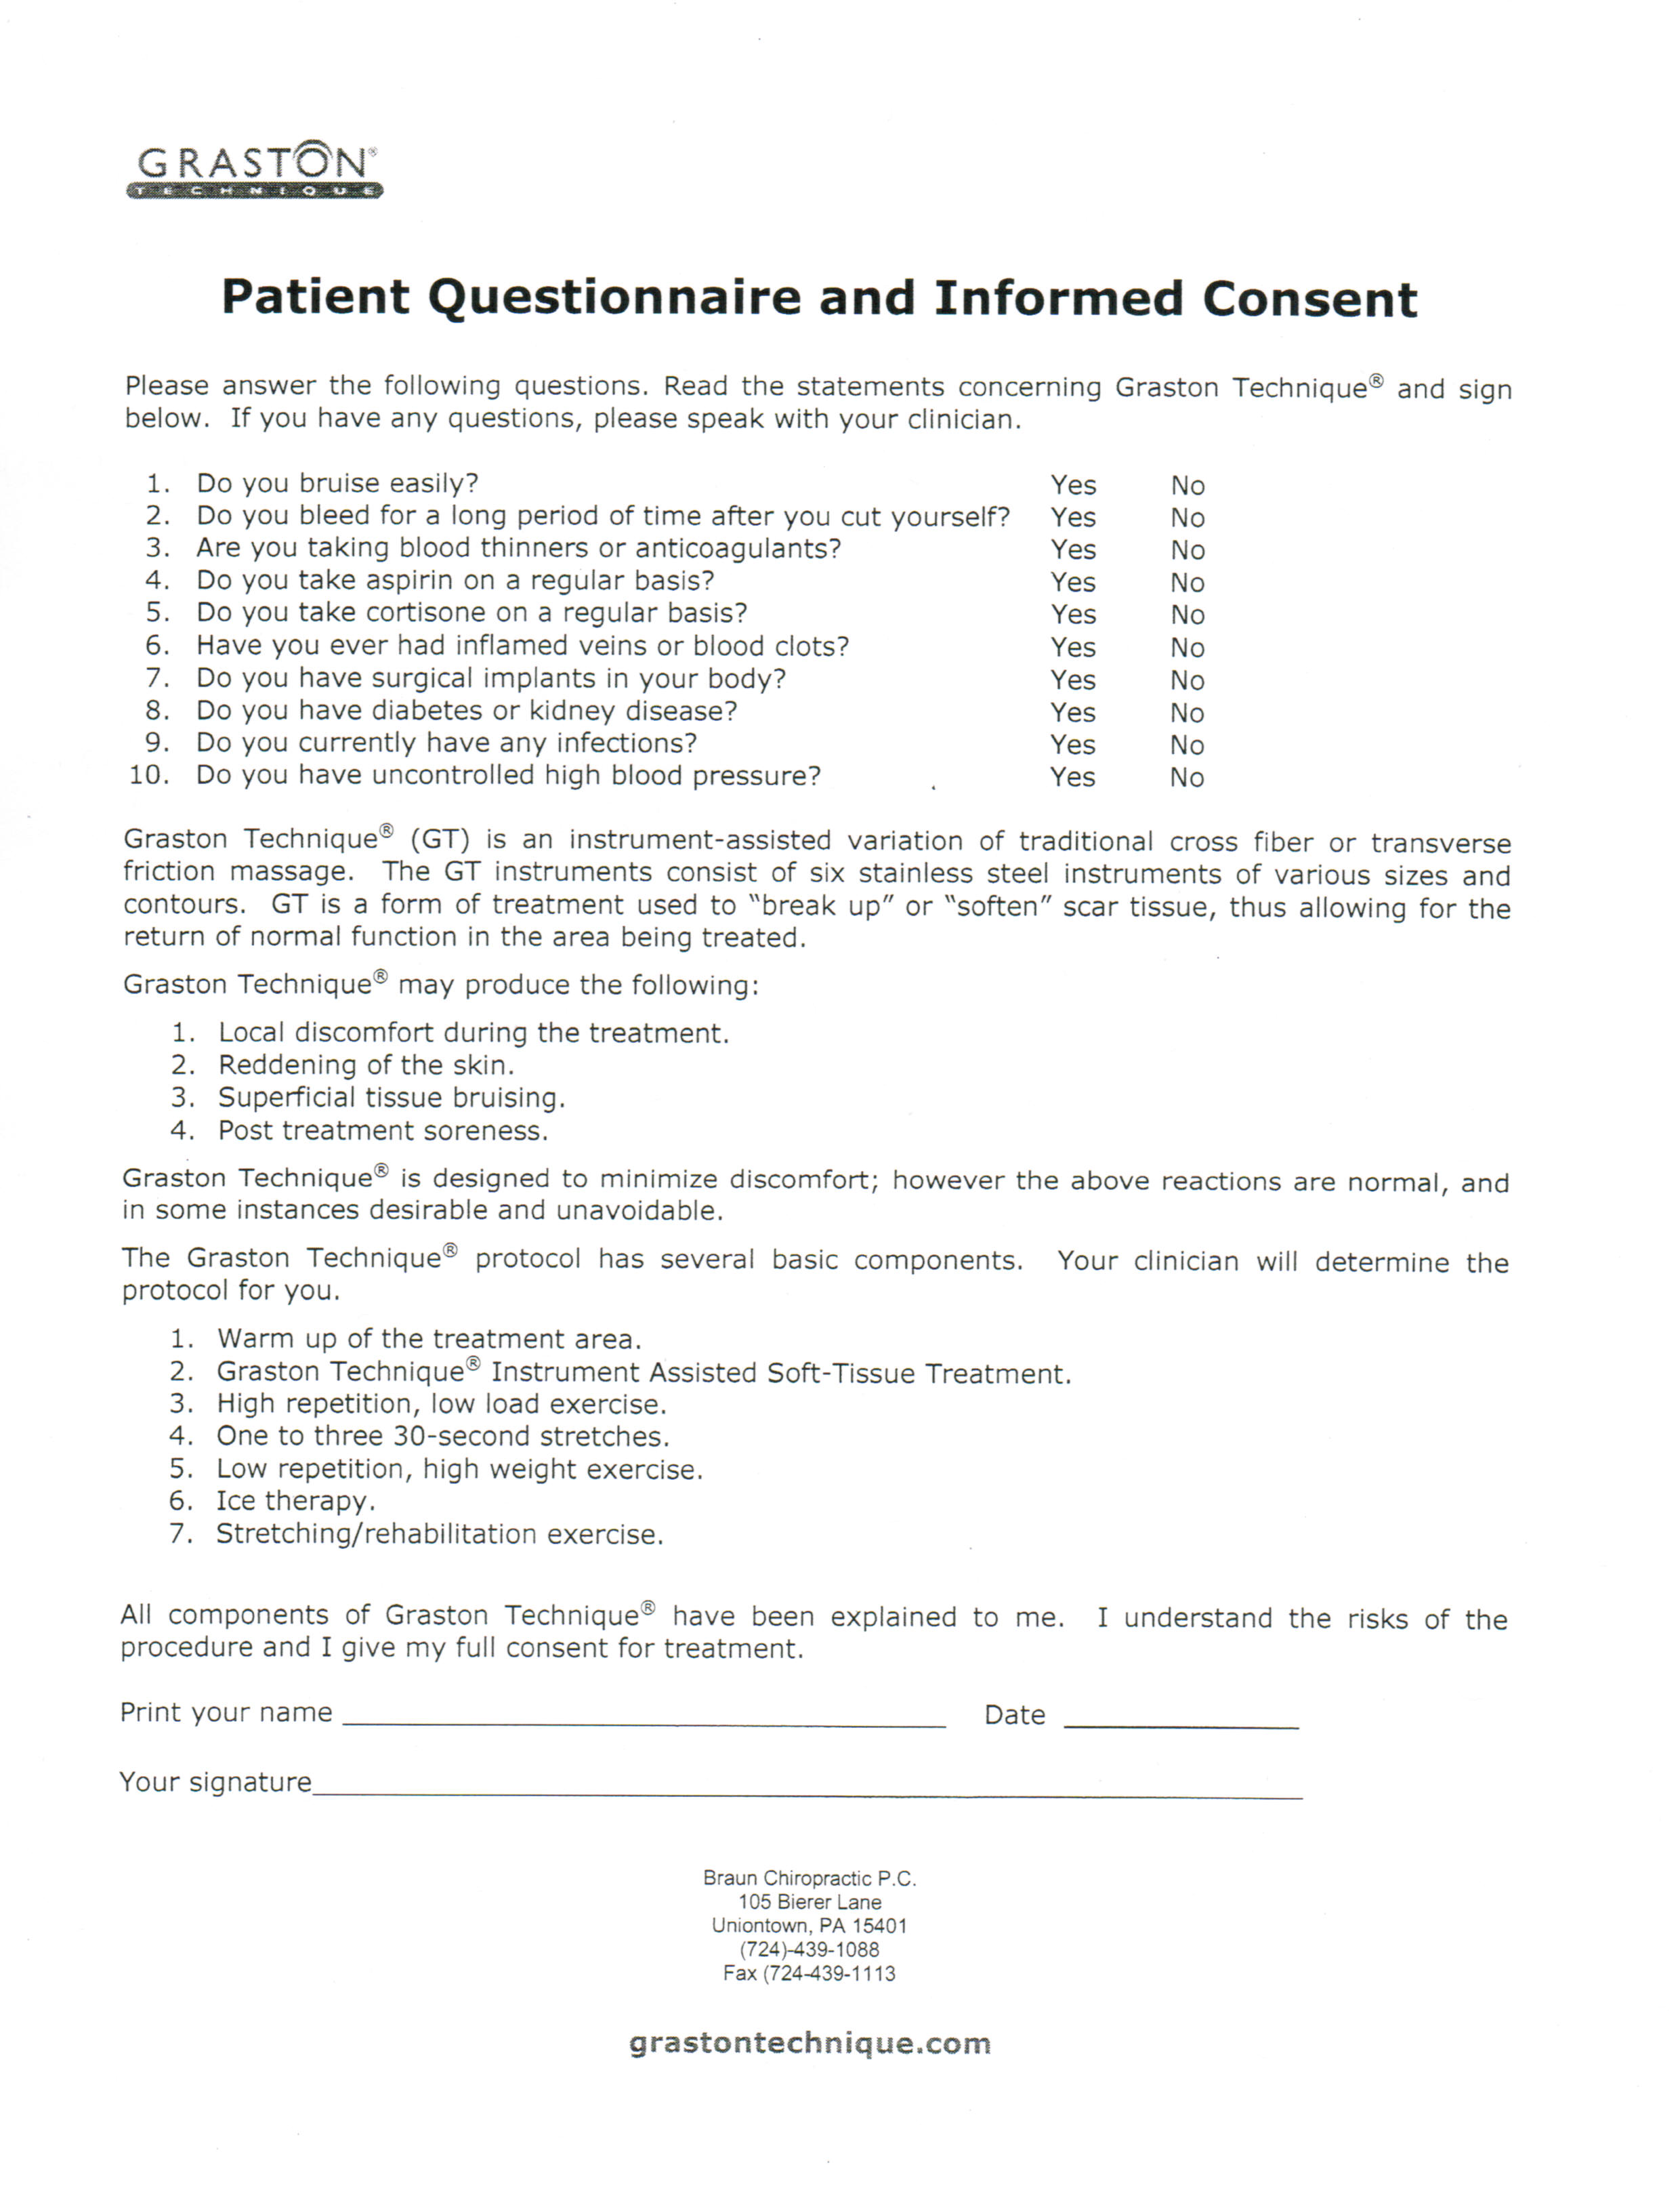 GRASTON®
TECHNIQUE
Patient Questionnaire and Informed Consent
Please answer the following questions. Read the statements concerning Graston Technique® and sign
below. If you have any questions, please speak with your clinician.
1. Do you bruise easily? Yes No
2. Do you bleed for a long period of time after you cut yourself? Yes No
3. Are you taking blood thinners or anticoagulants? Yes No
4. Do you take aspirin on a regular basis? Yes No
5. Do you take cortisone on a regular basis? Yes No
6. Have you ever had inflamed veins or blood clots? Yes No
7. Do you have surgical implants in your body? Yes No
8. Do you have diabetes or kidney disease? Yes No
9. Do you currently have any infections? Yes No
10. Do you have uncontrolled high blood pressure? Yes No
Graston Technique® (GT) is an instrument-assisted variation of traditional cross fiber or transverse
friction massage. The GT instruments consist of six stainless steel instruments of various sizes and
contours. GT is a form of treatment used to “break up” or “soften” scar tissue, thus allowing for the
return of normal function in the area being treated.
Graston Technique® may produce the following:
1. Local discomfort during the treatment.
2. Reddening of the skin.
3. Superficial tissue bruising.
4. Post treatment soreness.
Graston Technique® is designed to minimize discomfort; however the above reactions are normal, and
in some instances desirable and unavoidable.
The Graston Technique® protocol has several basic components. Your clinician will determine the
protocol for you.
1. Warm up of the treatment area.
2. Graston Technique® Instrument Assisted Soft-Tissue Treatment.
3. High repetition, low load exercise.
4. One to three 30-second stretches.
5. Low repetition, high weight exercise.
6. Ice therapy.
7. Stretching/rehabilitation exercise.
All components of Graston Technique® have been explained to me. I understand the risks of the
procedure and I give my full consent for treatment.
Print your name Date
Your signature
Braun Chiropractic P.C.
105 Bierer Lane
Uniontown, PA 15401
(724)-439-1088
Fax (724-439-1113
grastontechnique.com